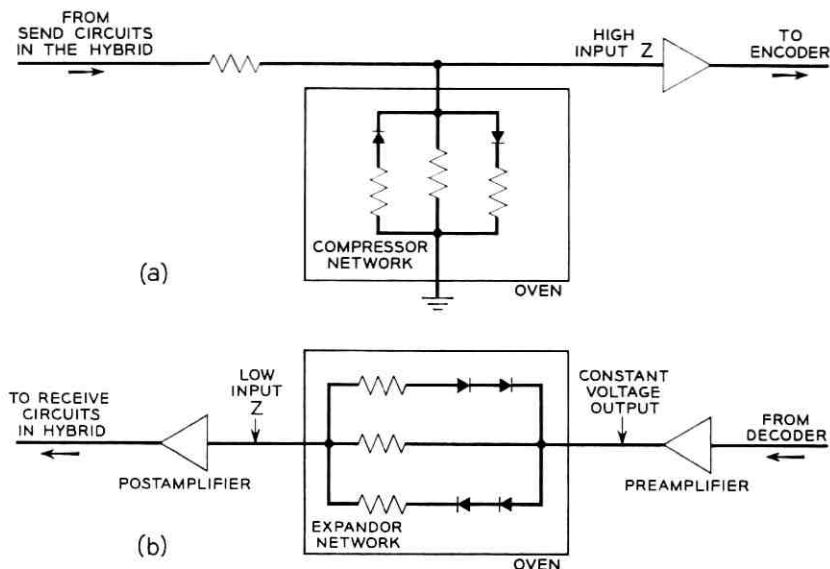 FROM
SEND CIRCUITS
IN THE HYBRID
HIGH
INPUT Z
TO
ENCODER
COMPRESSOR
NETWORK
OVEN
(a)
TO RECEIVE
CIRCUITS
IN HYBRID
LOW
INPUT
Z
CONSTANT
VOLTAGE
OUTPUT
FROM
DECODER
POSTAMPLIFIER
PREAMPLIFIER
EXPANDOR
NETWORK
OVEN
(b)